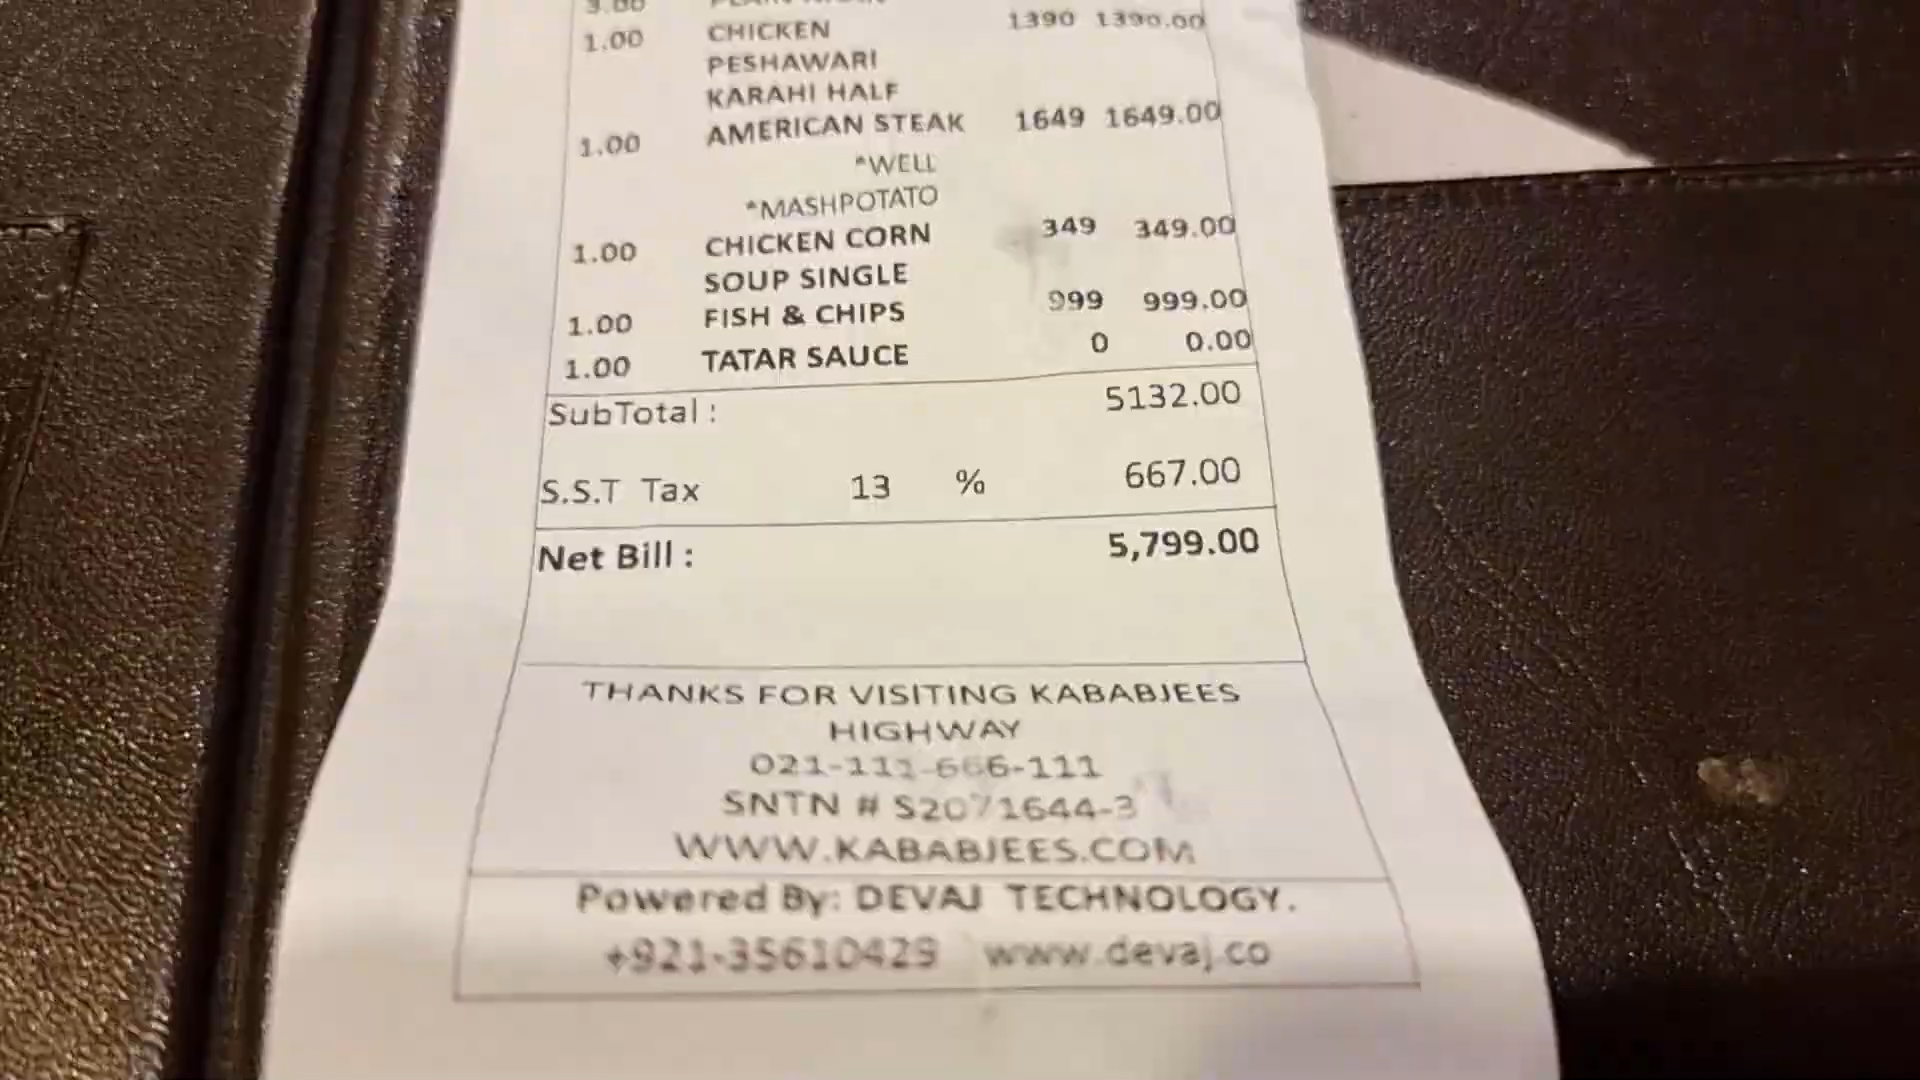 3.00
1.00 CHICKEN 1390 1390.00
PESHAWARI
KARAHI HALF
1.00 AMERICAN STEAK 1649 1649.00
*WELL
*MASHPOTATO
1.00 CHICKEN CORN 349 349.00
SOUP SINGLE
1.00 FISH & CHIPS 999 999.00
1.00 TATAR SAUCE 0 0.00
SubTotal : 5132.00
S.S.T Tax 13 % 667.00
Net Bill : 5,799.00
THANKS FOR VISITING KABABJEES
HIGHWAY
021-111-666-111
SNTN # S2071644-3
WWW.KABABJEES.COM
Powered By: DEVAJ TECHNOLOGY.
+921-35610429 www.devaj.co